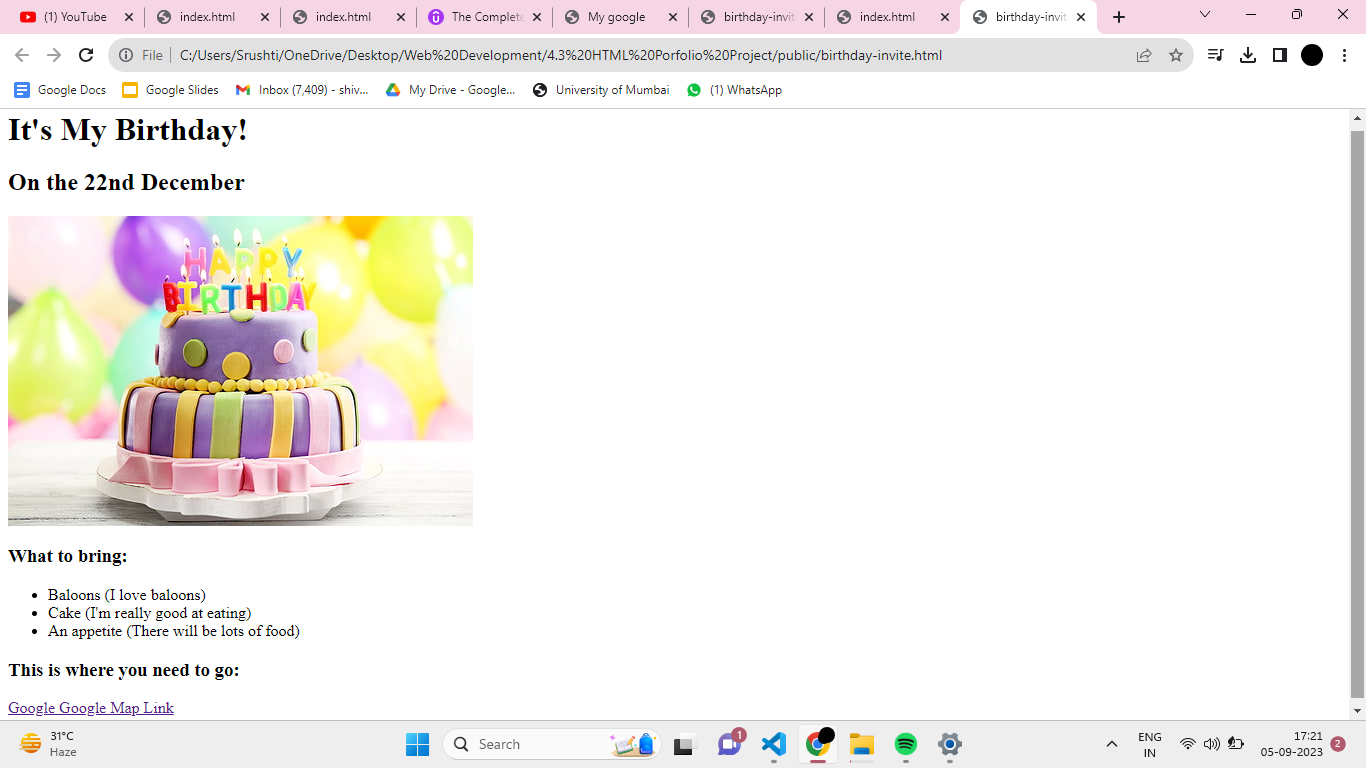 (1) YouTube
index.html
index.html
The Complete
My google
birthday-invit
index.html
birthday-invit
File
C:/Users/Srushti/OneDrive/Desktop/Web%20Development/4.3%20HTML%20Porfolio%20Project/public/birthday-invite.html
Google Docs
Google Slides
Inbox (7,409) - shiv...
My Drive - Google...
University of Mumbai
(1) WhatsApp
It's My Birthday!
On the 22nd December
HAPPY
BIRTHDAY
What to bring:
Baloons (I love baloons)
Cake (I'm really good at eating)
An appetite (There will be lots of food)
This is where you need to go:
Google Google Map Link
31°C
Haze
Search
1
ENG
IN
17:21
05-09-2023
2